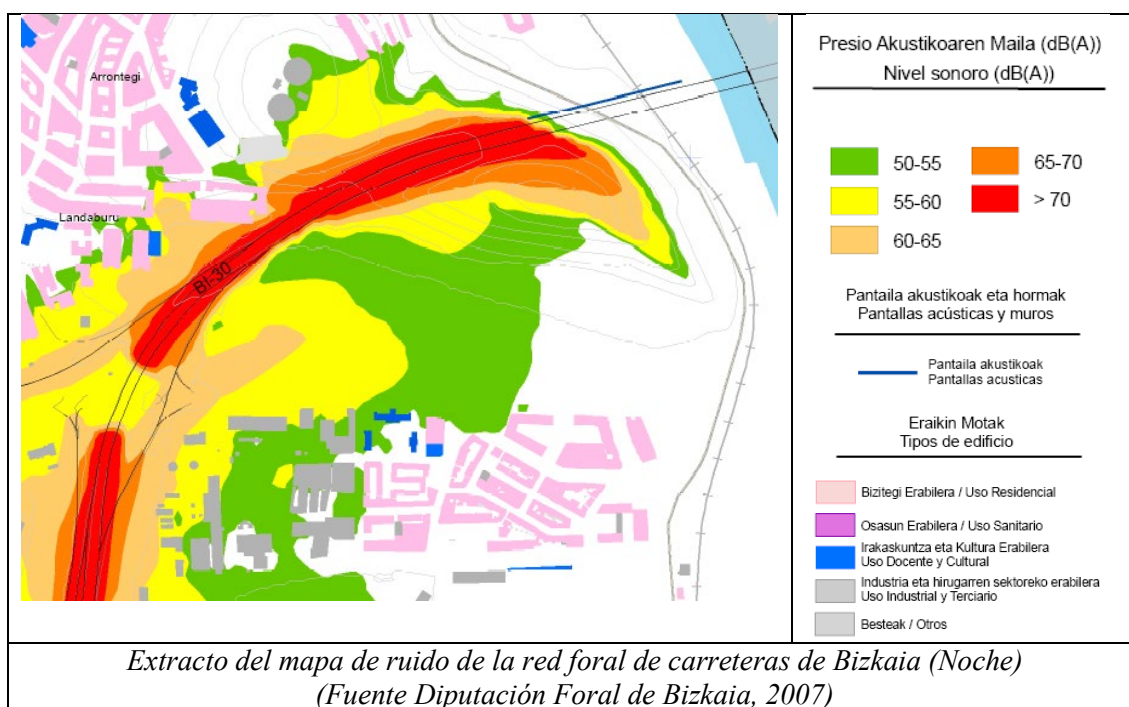 Arrontegi
Landaburu
BI-30
Presio Akustikoaren Maila (dB(A))
Nivel sonoro (dB(A))
50-55
65-70
55-60
> 70
60-65
Pantaila akustikoak eta hormak
Pantallas acústicas y muros
Pantaila akustikoak
Pantallas acusticas
Eraikin Motak
Tipos de edificio
Bizitegi Erabilera / Uso Residencial
Osasun Erabilera / Uso Sanitario
Irakaskuntza eta Kultura Erabilera
Uso Docente y Cultural
Industria eta hirugarren sektoreko erabilera
Uso Industrial y Terciario
Besteak / Otros
Extracto del mapa de ruido de la red foral de carreteras de Bizkaia (Noche)
(Fuente Diputación Foral de Bizkaia, 2007)